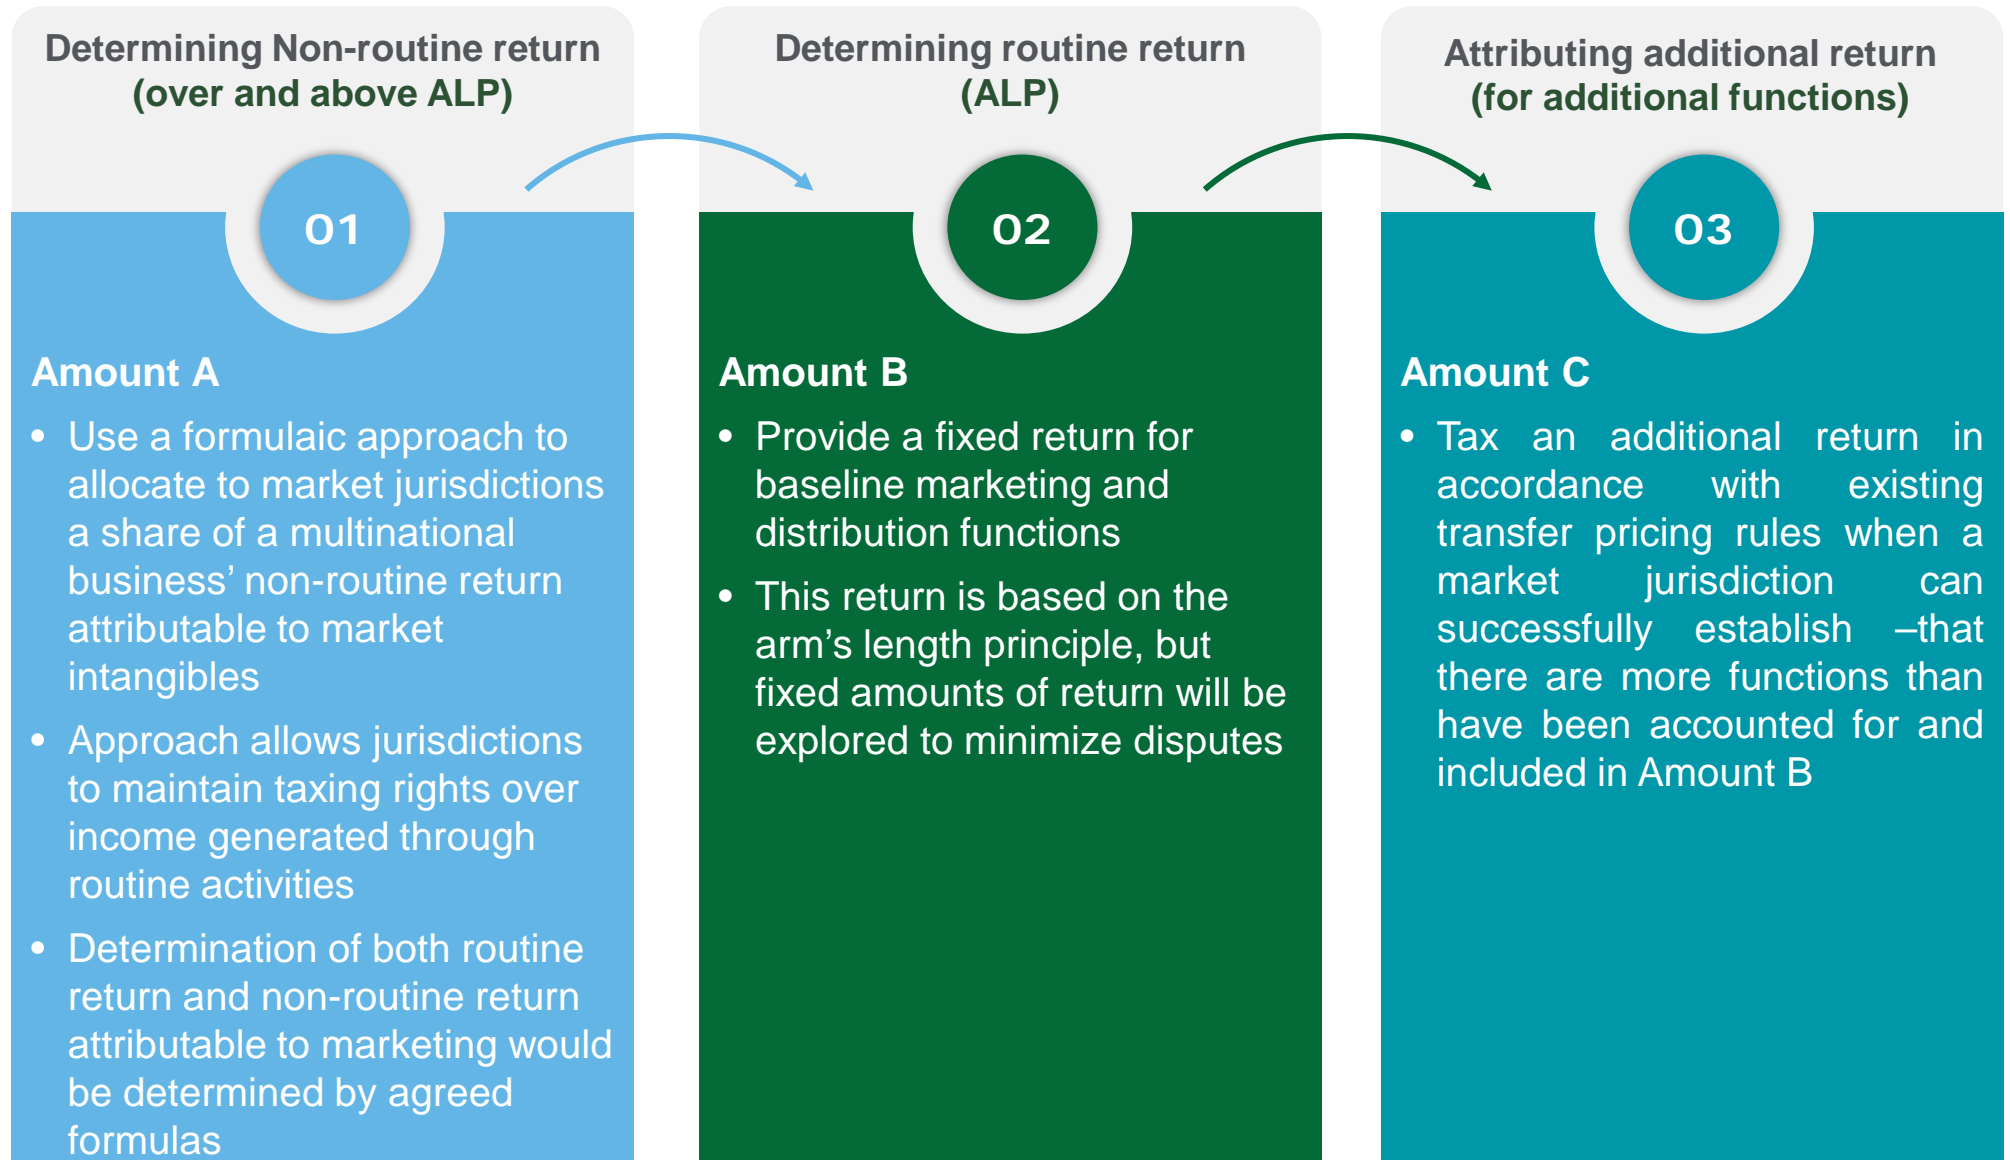 Determining Non-routine return
(over and above ALP)
01
Amount A
• Use a formulaic approach to
allocate to market jurisdictions
a share of a multinational
business’ non-routine return
attributable to market
intangibles
• Approach allows jurisdictions
to maintain taxing rights over
income generated through
routine activities
• Determination of both routine
return and non-routine return
attributable to marketing would
be determined by agreed
formulas
Determining routine return
(ALP)
02
Amount B
• Provide a fixed return for
baseline marketing and
distribution functions
• This return is based on the
arm’s length principle, but
fixed amounts of return will be
explored to minimize disputes
Attributing additional return
(for additional functions)
03
Amount C
• Tax an additional return in
accordance with existing
transfer pricing rules when a
market jurisdiction can
successfully establish –that
there are more functions than
have been accounted for and
included in Amount B